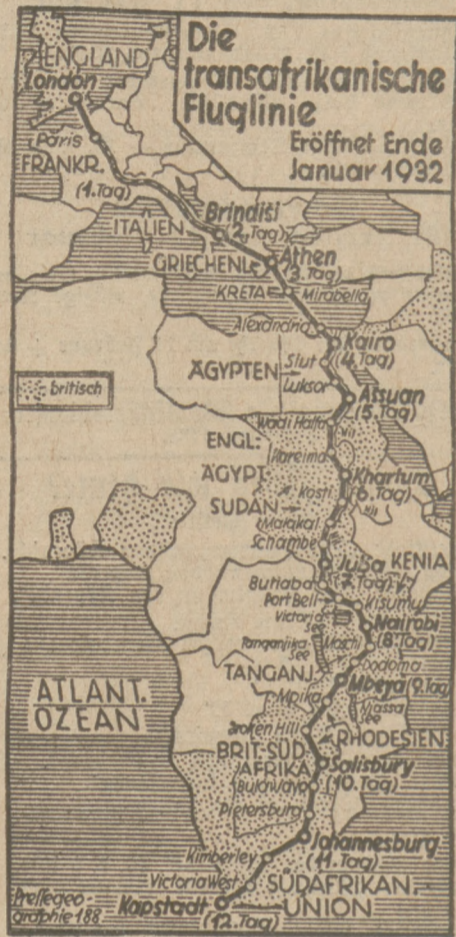 Die
transafrikanische
Fluglinie
Eröffnet Ende
Januar 1932
ENGLAND
London
Paris
FRANKR.
(1. Tag)
ITALIEN
Brindisi
(2. Tag)
GRIECHENL.
Athen
(3. Tag)
KRETA
Mirabella
Alexandria
Kairo
(4. Tag)
ÄGYPTEN
Siut
Luksor
britisch
Assuan
(5. Tag)
Wadi Halfa
ENGL:
Kareima
ÄGYPT.
Khartum
(6. Tag)
SUDAN
Kosti
Malakal
Schambe
Juba
(7. Tag)
KENIA
Butiaba
Port Bell
Kisumu
Victoria
See
Nairobi
(8. Tag)
Tanganjika
See
Moschi
Dodoma
TANGANJ.
Mbeya (9. Tag)
Mpika
Njassa
See
Broken Hill
RHODESIEN
BRIT-SÜD
AFRIKA
Salisbury
(10. Tag)
Bulawayo
Pietersburg
ATLANT.
OZEAN
Johannesburg
(11. Tag)
Kimberley
Victoria West
SÜDAFRIKAN.
UNION
Kapstadt
(12. Tag)
Pressegeo-
graphie 188